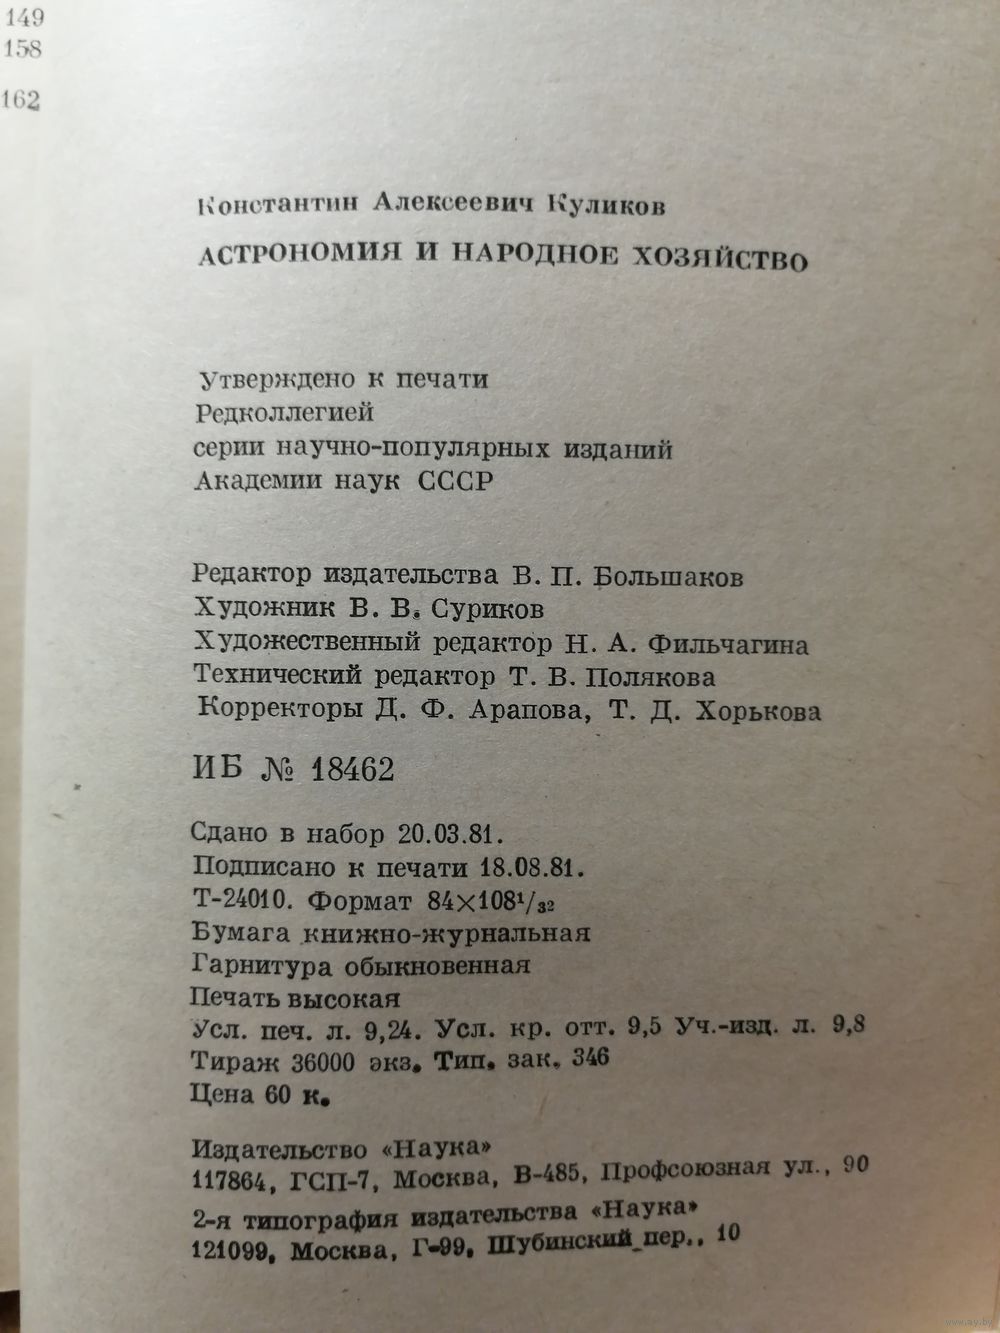 149
158
162
Константин Алексеевич Куликов
АСТРОНОМИЯ И НАРОДНОЕ ХОЗЯЙСТВО
Утверждено к печати
Редколлегией
серии научно-популярных изданий
Академии наук СССР
Редактор издательства В. П. Большаков
Художник В. В. Суриков
Художественный редактор Н. А. Фильчагина
Технический редактор Т. В. Полякова
Корректоры Д. Ф. Арапова, Т. Д. Хорькова
ИБ № 18462
Сдано в набор 20.03.81.
Подписано к печати 18.08.81.
Т-24010. Формат 84×108¹/₃₂
Бумага книжно-журнальная
Гарнитура обыкновенная
Печать высокая
Усл. печ. л. 9,24. Усл. кр. отт. 9,5 Уч.-изд. л. 9,8
Тираж 36000 экз. Тип. зак. 346
Цена 60 к.
Издательство «Наука»
117864, ГСП-7, Москва, В-485, Профсоюзная ул., 90
2-я типография издательства «Наука»
121099, Москва, Г-99, Шубинский пер., 10
www.ay.by